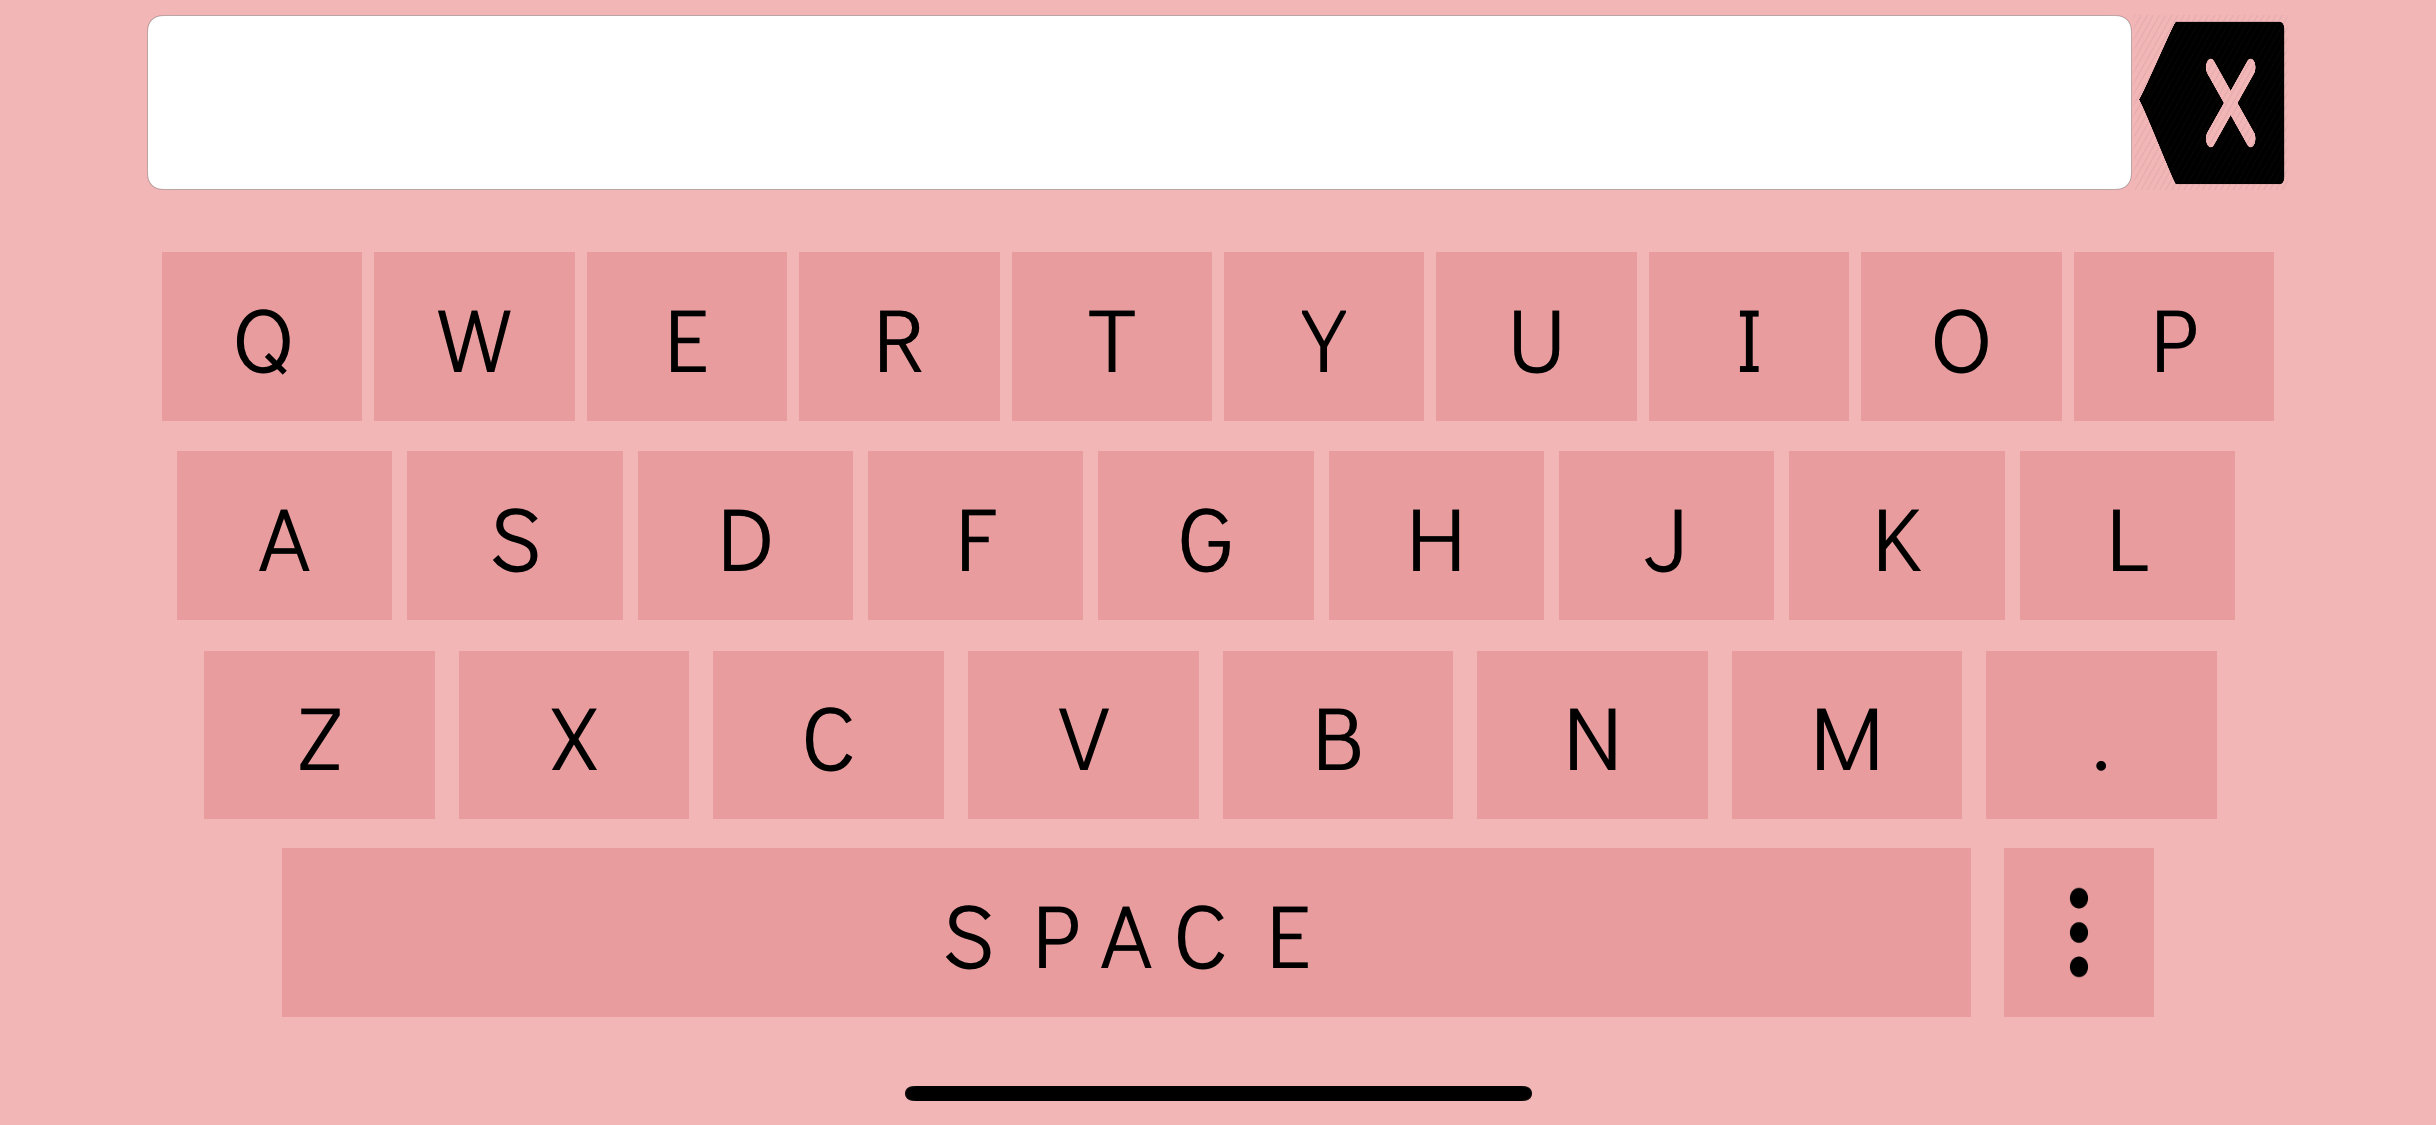 X
Q W E R T Y U I O P
A S D F G H J K L
Z X C V B N M .
SPACE